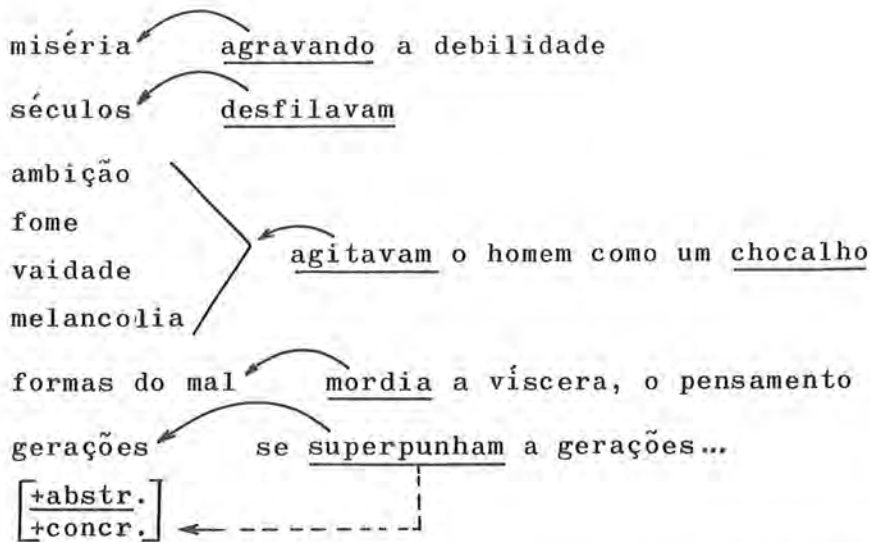 miséria agravando a debilidade
séculos desfilavam
ambição
fome
vaidade
melancolia
agitavam o homem como um chocalho
formas do mal mordia a víscera, o pensamento
gerações se superpunham a gerações...
[+abstr.]
[+concr.]